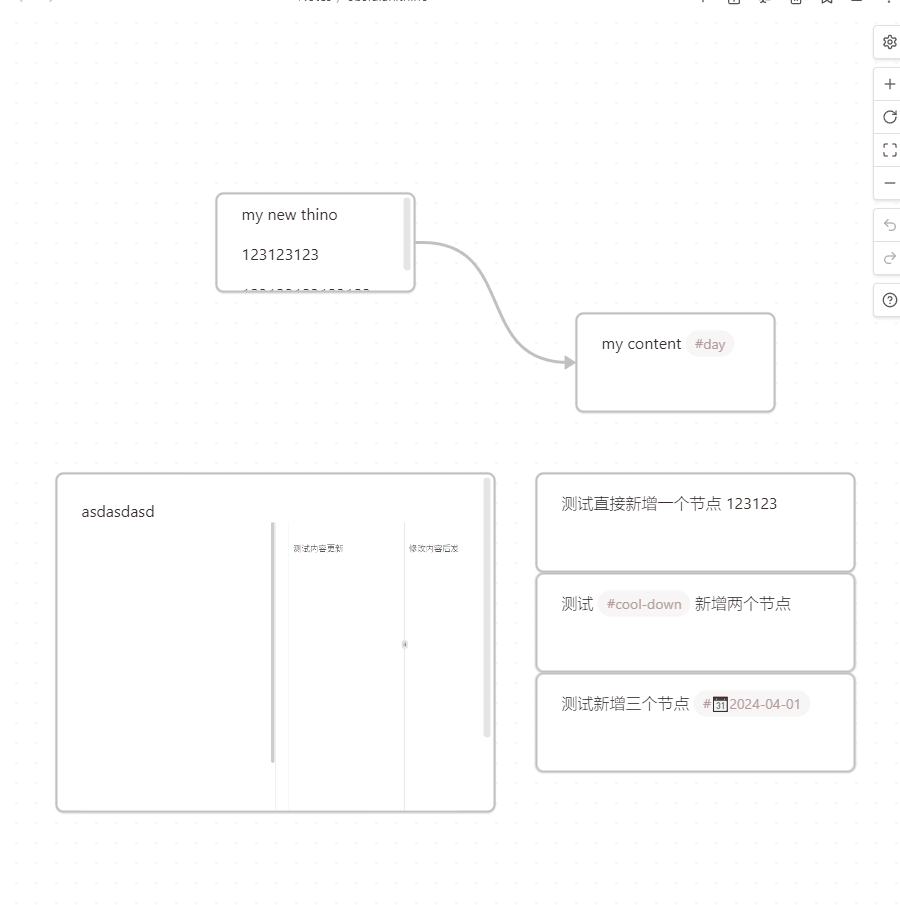 my new thino
123123123
my content #day
asdasdasd
测试内容更新
修改内容后发
测试直接新增一个节点 123123
测试 #cool-down 新增两个节点
测试新增三个节点 #📅2024-04-01